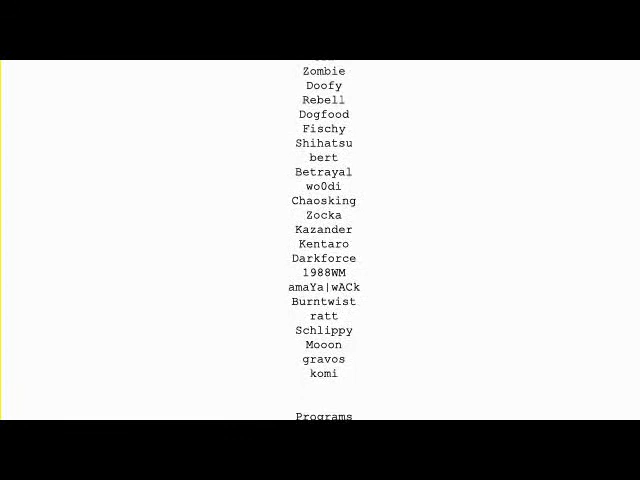 Zombie
Doofy
Rebell
Dogfood
Fischy
Shihatsu
bert
Betrayal
wo0di
Chaosking
Zocka
Kazander
Kentaro
Darkforce
1988WM
amaYa|wACk
Burntwist
ratt
Schlippy
Mooon
gravos
komi
Programs